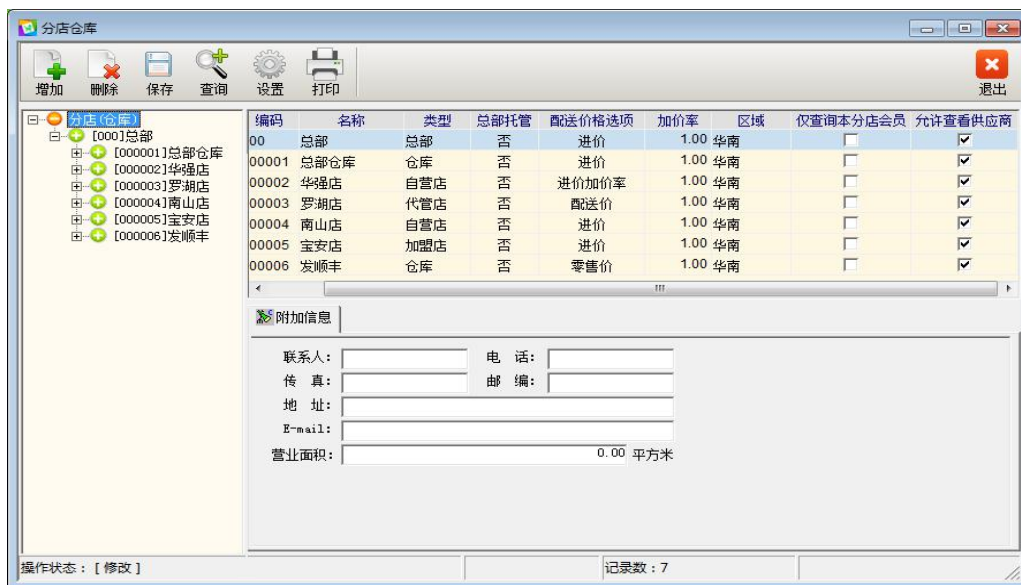 分店仓库
增加 删除 保存 查询 设置 打印 退出
分店(仓库)
[000]总部
[000001]总部仓库
[000002]华强店
[000003]罗湖店
[000004]南山店
[000005]宝安店
[000006]发顺丰
编码 名称 类型 总部托管 配送价格选项 加价率 区域 仅查询本分店会员 允许查看供应商
00 总部 总部 否 进价 1.00 华南
00001 总部仓库 仓库 否 进价 1.00 华南
00002 华强店 自营店 否 进价加价率 1.00 华南
00003 罗湖店 代管店 否 配送价 1.00 华南
00004 南山店 自营店 否 进价 1.00 华南
00005 宝安店 加盟店 否 进价 1.00 华南
00006 发顺丰 仓库 否 零售价 1.00 华南
附加信息
联系人: 电 话:
传 真: 邮 编:
地 址:
E-mail:
营业面积: 0.00 平方米
操作状态:[修改] 记录数:7